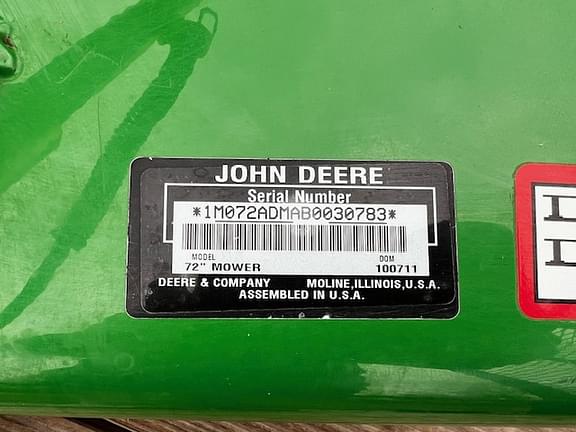 JOHN DEERE
Serial Number
*1M072ADMAB0030783*
MODEL DOM
72" MOWER 100711
DEERE & COMPANY MOLINE, ILLINOIS, U.S.A.
ASSEMBLED IN U.S.A.